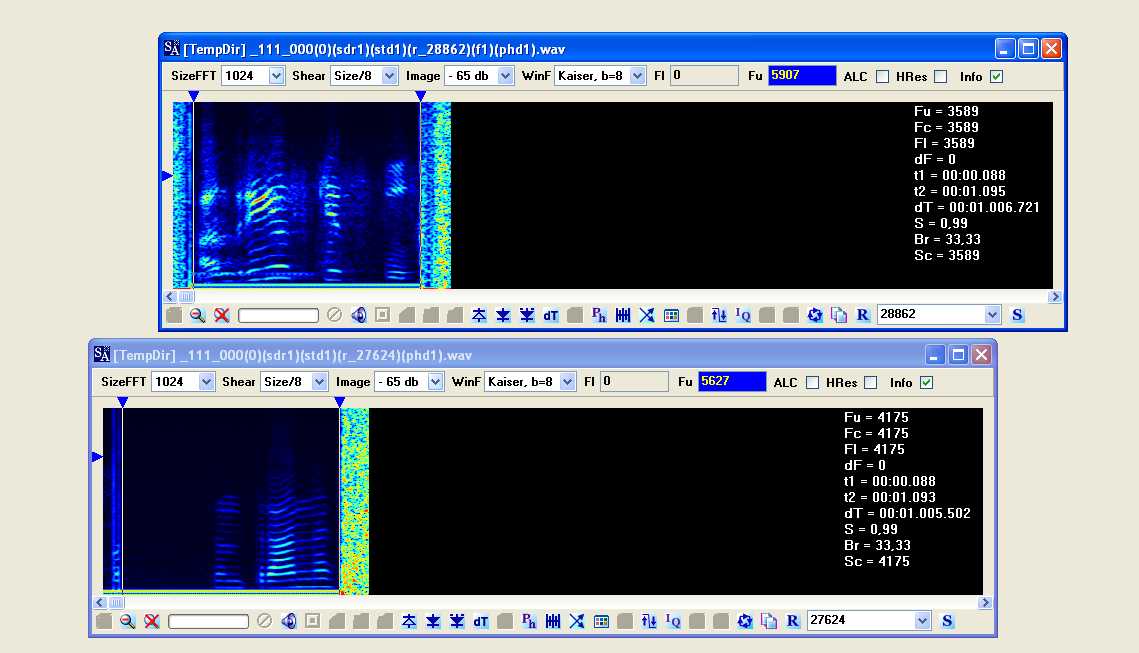 SA [TempDir] _111_000(0)(sdr1)(std1)(r_28862)(f1)(phd1).wav
SizeFFT 1024 Shear Size/8 Image - 65 db WinF Kaiser, b=8 Fl 0 Fu 5907 ALC HRes Info
Fu = 3589
Fc = 3589
Fl = 3589
dF = 0
t1 = 00:00.088
t2 = 00:01.095
dT = 00:01.006.721
S = 0,99
Br = 33,33
Sc = 3589
dT Ph IQ R 28862 S
SA [TempDir] _111_000(0)(sdr1)(std1)(r_27624)(phd1).wav
SizeFFT 1024 Shear Size/8 Image - 65 db WinF Kaiser, b=8 Fl 0 Fu 5627 ALC HRes Info
Fu = 4175
Fc = 4175
Fl = 4175
dF = 0
t1 = 00:00.088
t2 = 00:01.093
dT = 00:01.005.502
S = 0,99
Br = 33,33
Sc = 4175
dT Ph IQ R 27624 S